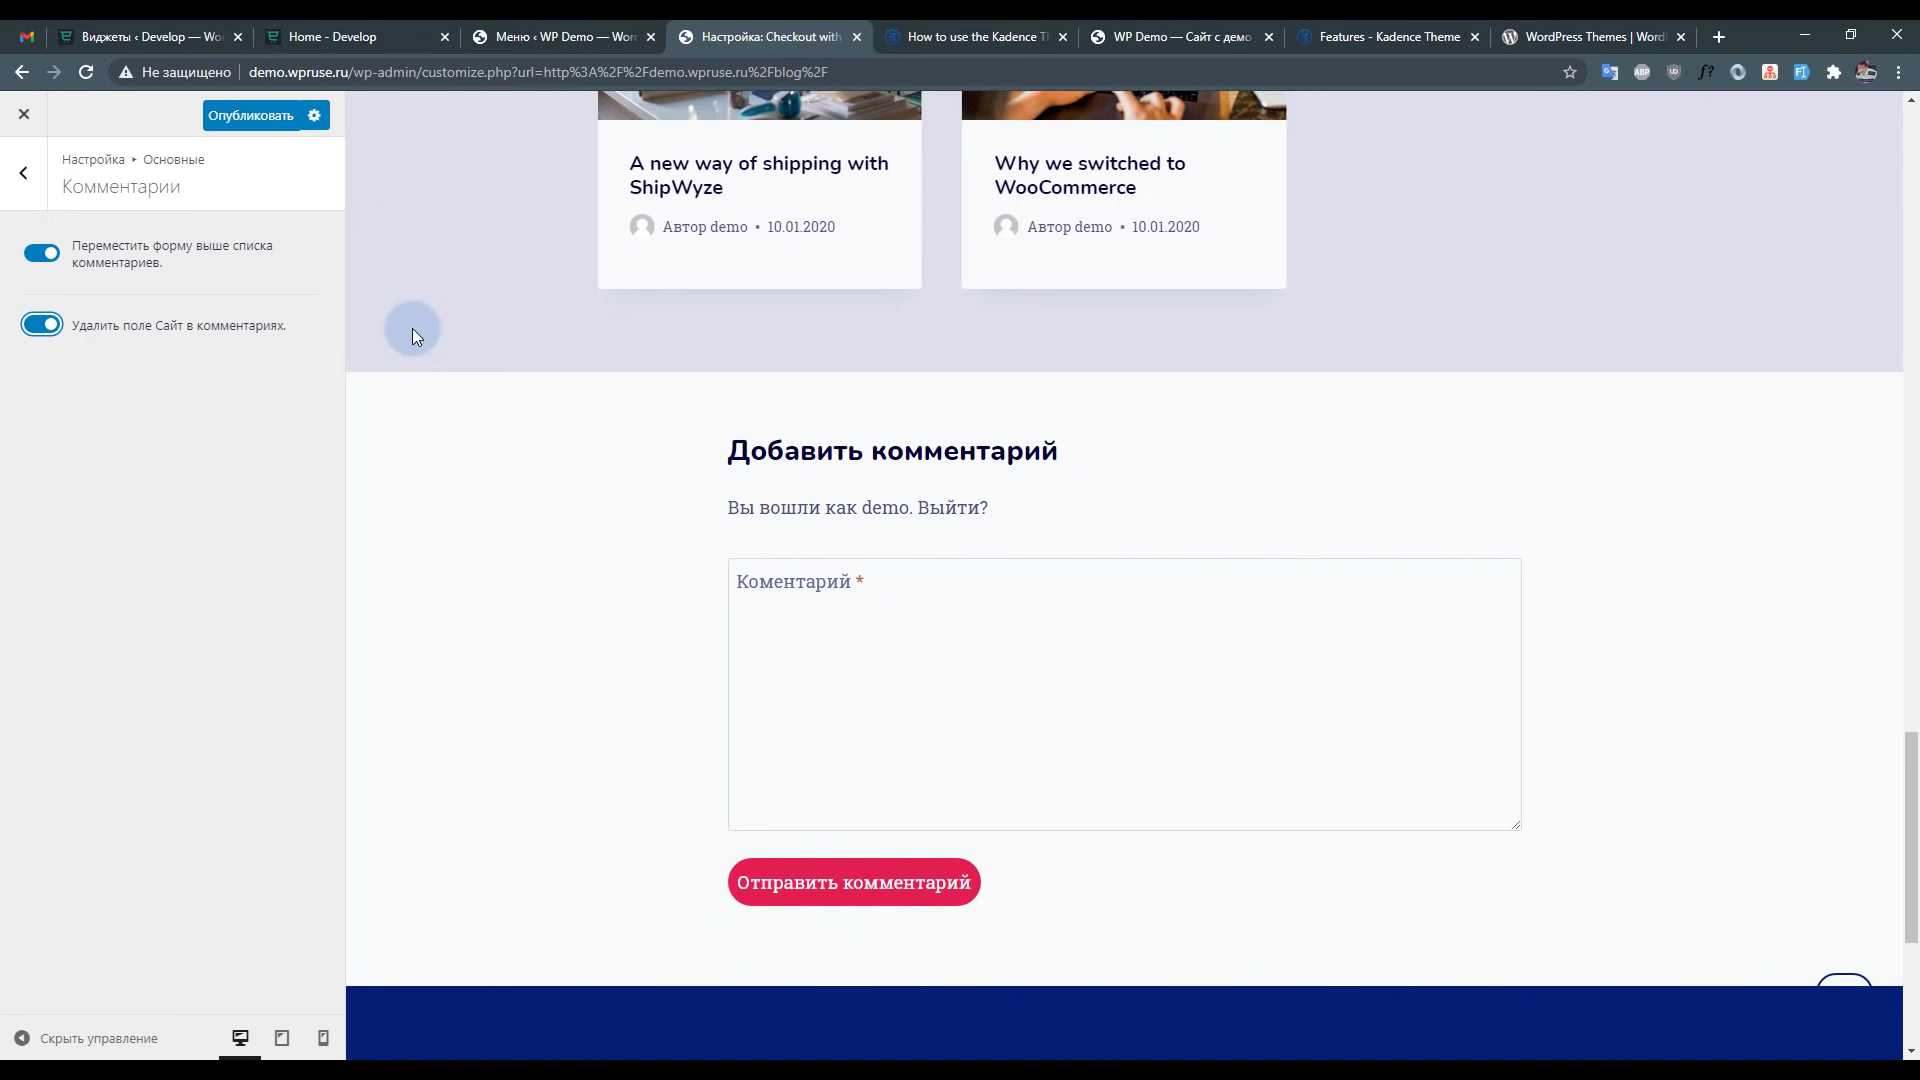 Виджеты ‹ Develop — Wo
Home - Develop
Меню ‹ WP Demo — Word
Настройка: Checkout with
How to use the Kadence T
WP Demo — Сайт с демо
Features - Kadence Theme
WordPress Themes | Word
Не защищено
demo.wpruse.ru/wp-admin/customize.php?url=http%3A%2F%2Fdemo.wpruse.ru%2Fblog%2F
Опубликовать
Настройка ▸ Основные
Комментарии
Переместить форму выше списка
комментариев.
Удалить поле Сайт в комментариях.
Скрыть управление
A new way of shipping with
ShipWyze
Автор demo • 10.01.2020
Why we switched to
WooCommerce
Автор demo • 10.01.2020
Добавить комментарий
Вы вошли как demo. Выйти?
Коментарий *
Отправить комментарий